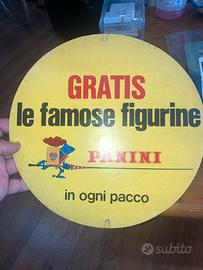 GRATIS
le famose figurine
PANINI
in ogni pacco
subito